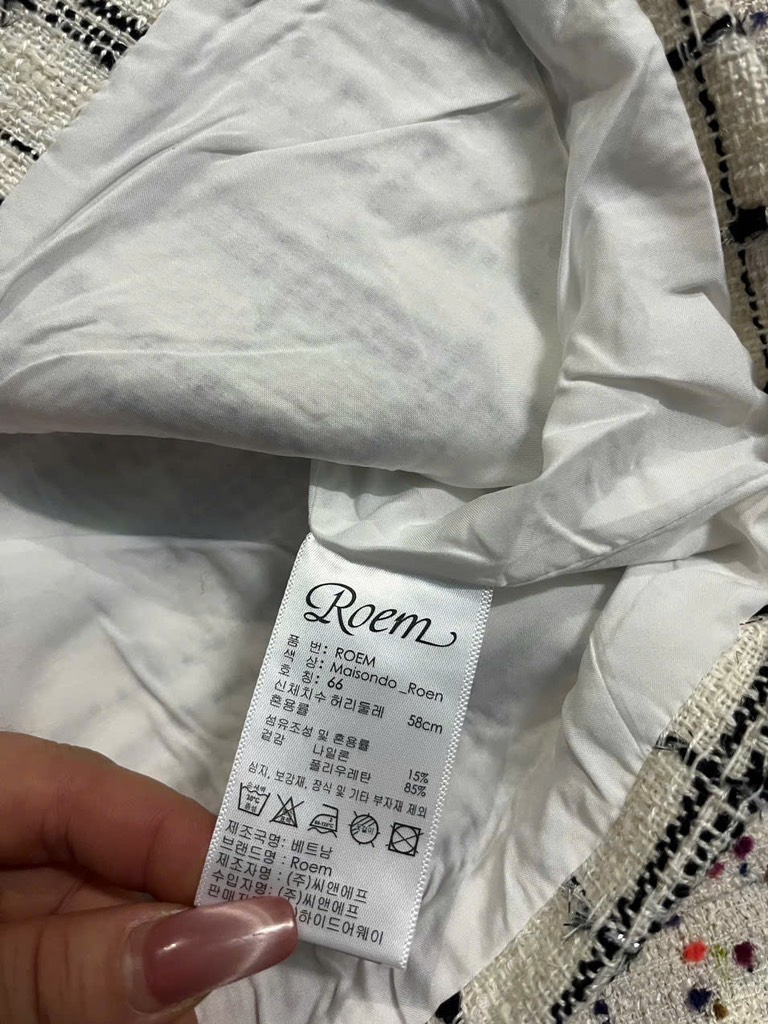 Roem
품 번: ROEM
색 상: Maisondo_Roen
호 칭: 66
신체치수 허리둘레 58cm
혼용률
섬유조성 및 혼용률
겉감 나일론 15%
폴리우레탄 85%
심지, 보강재, 장식 및 기타 부자재 제외
제조국명: 베트남
브랜드명: Roem
제조자명: (주)씨앤에프
수입자명: (주)씨앤에프
판매자 )하이드어웨이